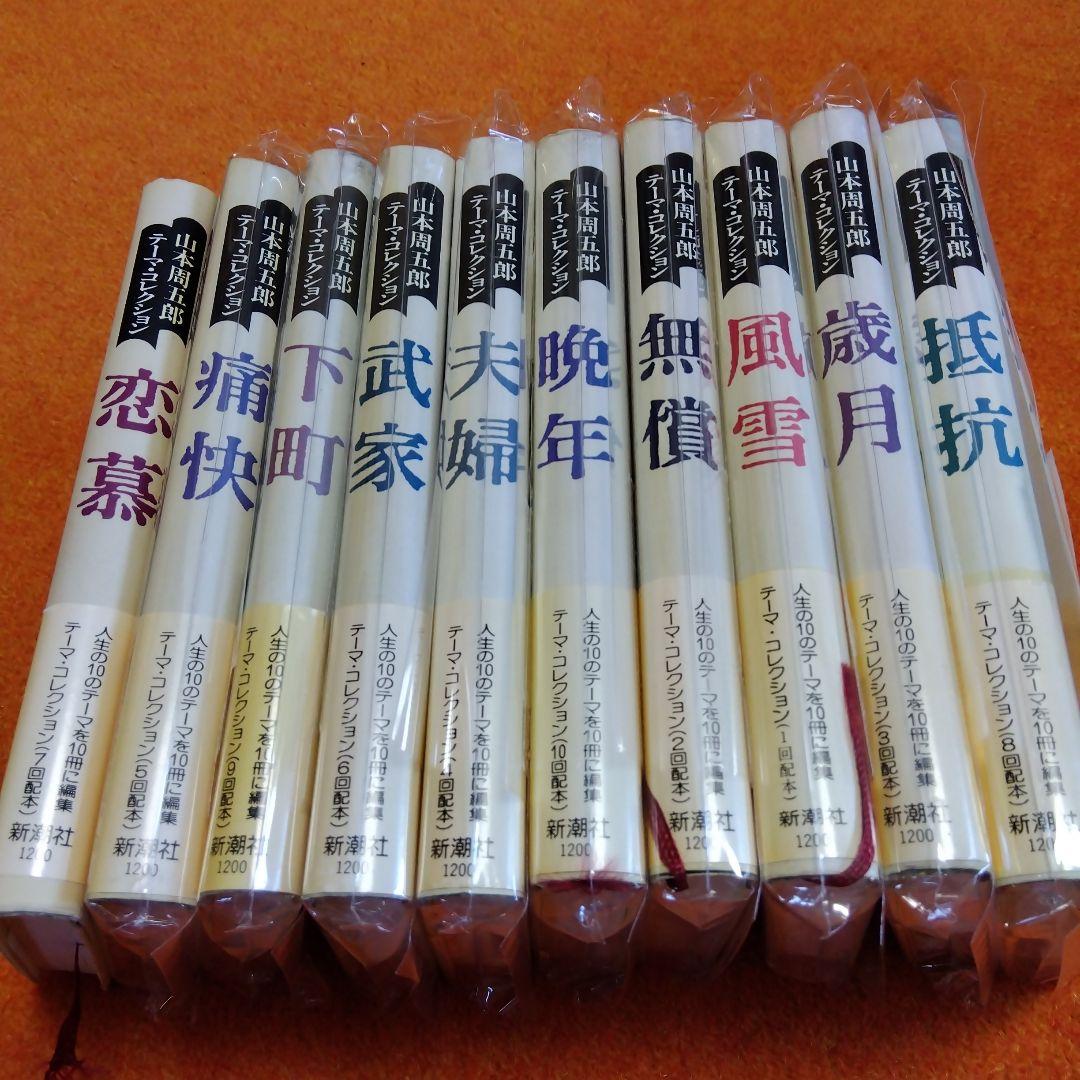 山本周五郎
テーマ・コレクション
恋慕
人生の10のテーマを10冊に編集
テーマ・コレクション(7回配本)
新潮社
1200
山本周五郎
テーマ・コレクション
痛快
人生の10のテーマを10冊に編集
テーマ・コレクション(5回配本)
新潮社
1200
山本周五郎
テーマ・コレクション
下町
人生の10のテーマを10冊に編集
テーマ・コレクション(9回配本)
新潮社
1200
山本周五郎
テーマ・コレクション
武家
人生の10のテーマを10冊に編集
テーマ・コレクション(6回配本)
新潮社
1200
山本周五郎
テーマ・コレクション
夫婦
人生の10のテーマを10冊に編集
テーマ・コレクション(4回配本)
新潮社
1200
山本周五郎
テーマ・コレクション
晩年
人生の10のテーマを10冊に編集
テーマ・コレクション(10回配本)
新潮社
1200
山本周五郎
テーマ・コレクション
無償
人生の10のテーマを10冊に編集
テーマ・コレクション(2回配本)
新潮社
1200
山本周五郎
テーマ・コレクション
風雪
人生の10のテーマを10冊に編集
テーマ・コレクション(1回配本)
新潮社
1200
山本周五郎
テーマ・コレクション
歳月
人生の10のテーマを10冊に編集
テーマ・コレクション(3回配本)
新潮社
1200
山本周五郎
テーマ・コレクション
抵抗
人生の10のテーマを10冊に編集
テーマ・コレクション(8回配本)
新潮社
1200